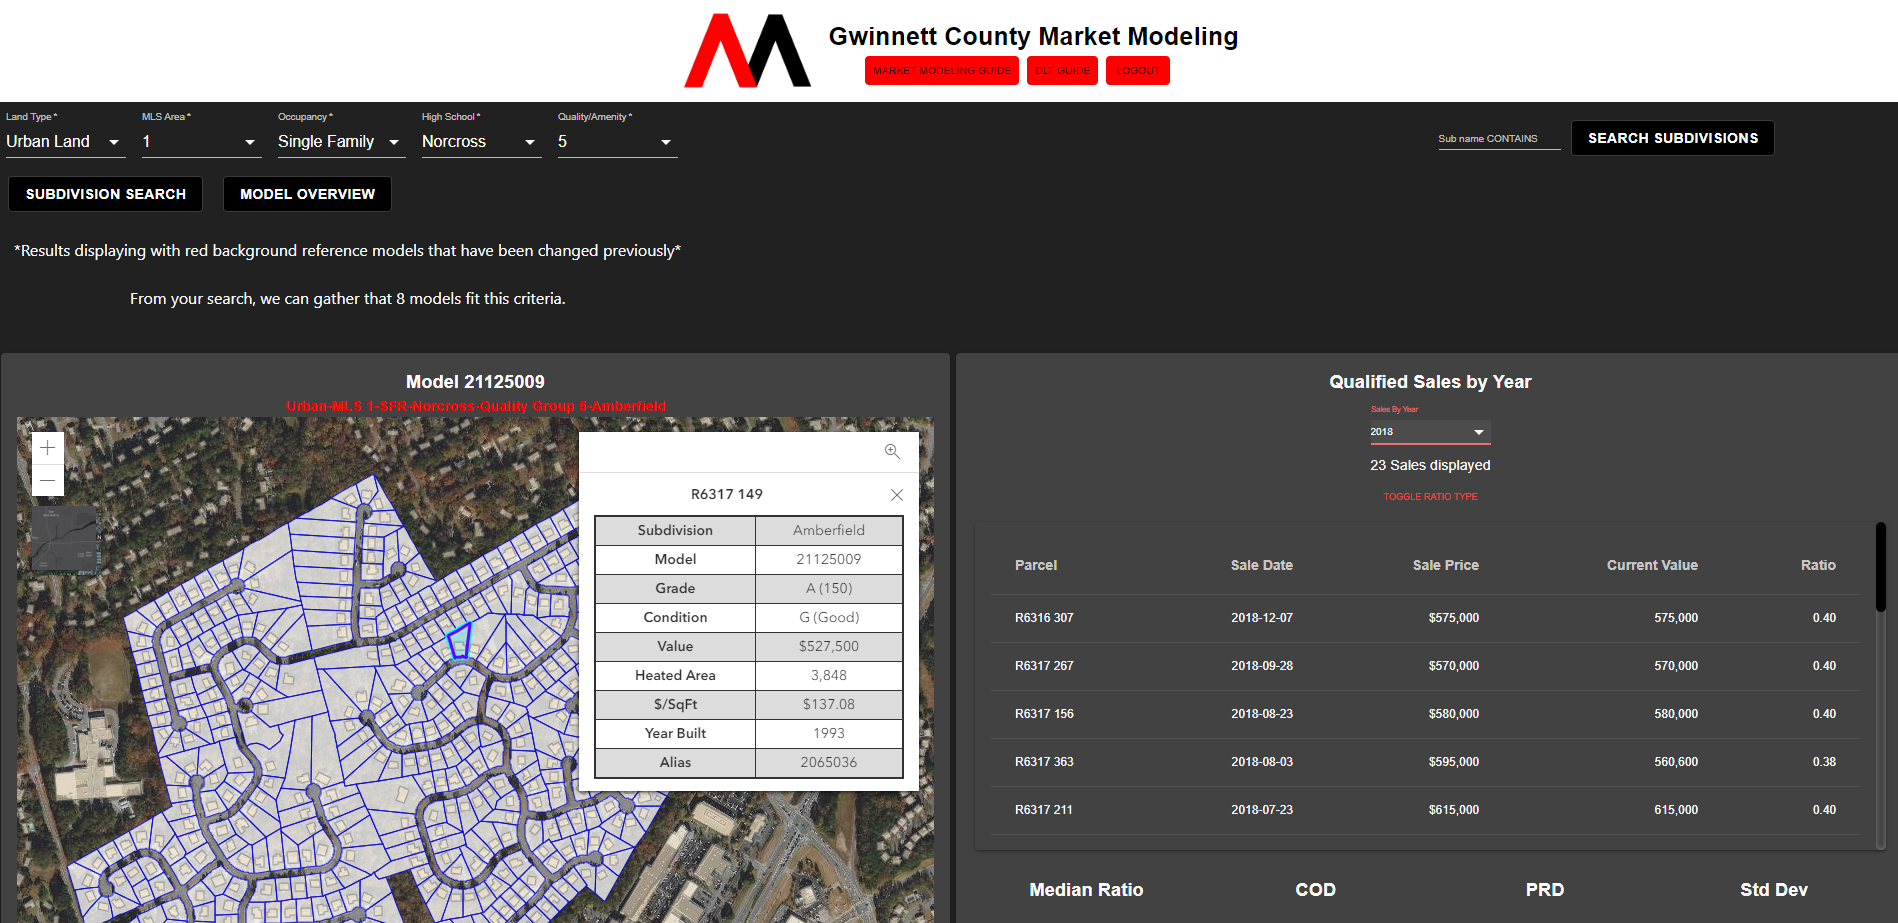 Gwinnett County Market Modeling
MARKET MODELING GUIDE
DLT GUIDE
LOGOUT
Land Type *
MLS Area *
Occupancy *
High School *
Quality/Amenity *
Urban Land
1
Single Family
Norcross
5
Sub name CONTAINS
SEARCH SUBDIVISIONS
SUBDIVISION SEARCH
MODEL OVERVIEW
*Results displaying with red background reference models that have been changed previously*
From your search, we can gather that 8 models fit this criteria.
Model 21125009
Urban-MLS 1-SFR-Norcross-Quality Group 5-Amberfield
R6317 149
Subdivision Amberfield
Model 21125009
Grade A (150)
Condition G (Good)
Value $527,500
Heated Area 3,848
$/SqFt $137.08
Year Built 1993
Alias 2065036
Qualified Sales by Year
Sales By Year
2018
23 Sales displayed
TOGGLE RATIO TYPE
Parcel Sale Date Sale Price Current Value Ratio
R6316 307 2018-12-07 $575,000 575,000 0.40
R6317 267 2018-09-28 $570,000 570,000 0.40
R6317 156 2018-08-23 $580,000 580,000 0.40
R6317 363 2018-08-03 $595,000 560,600 0.38
R6317 211 2018-07-23 $615,000 615,000 0.40
Median Ratio COD PRD Std Dev